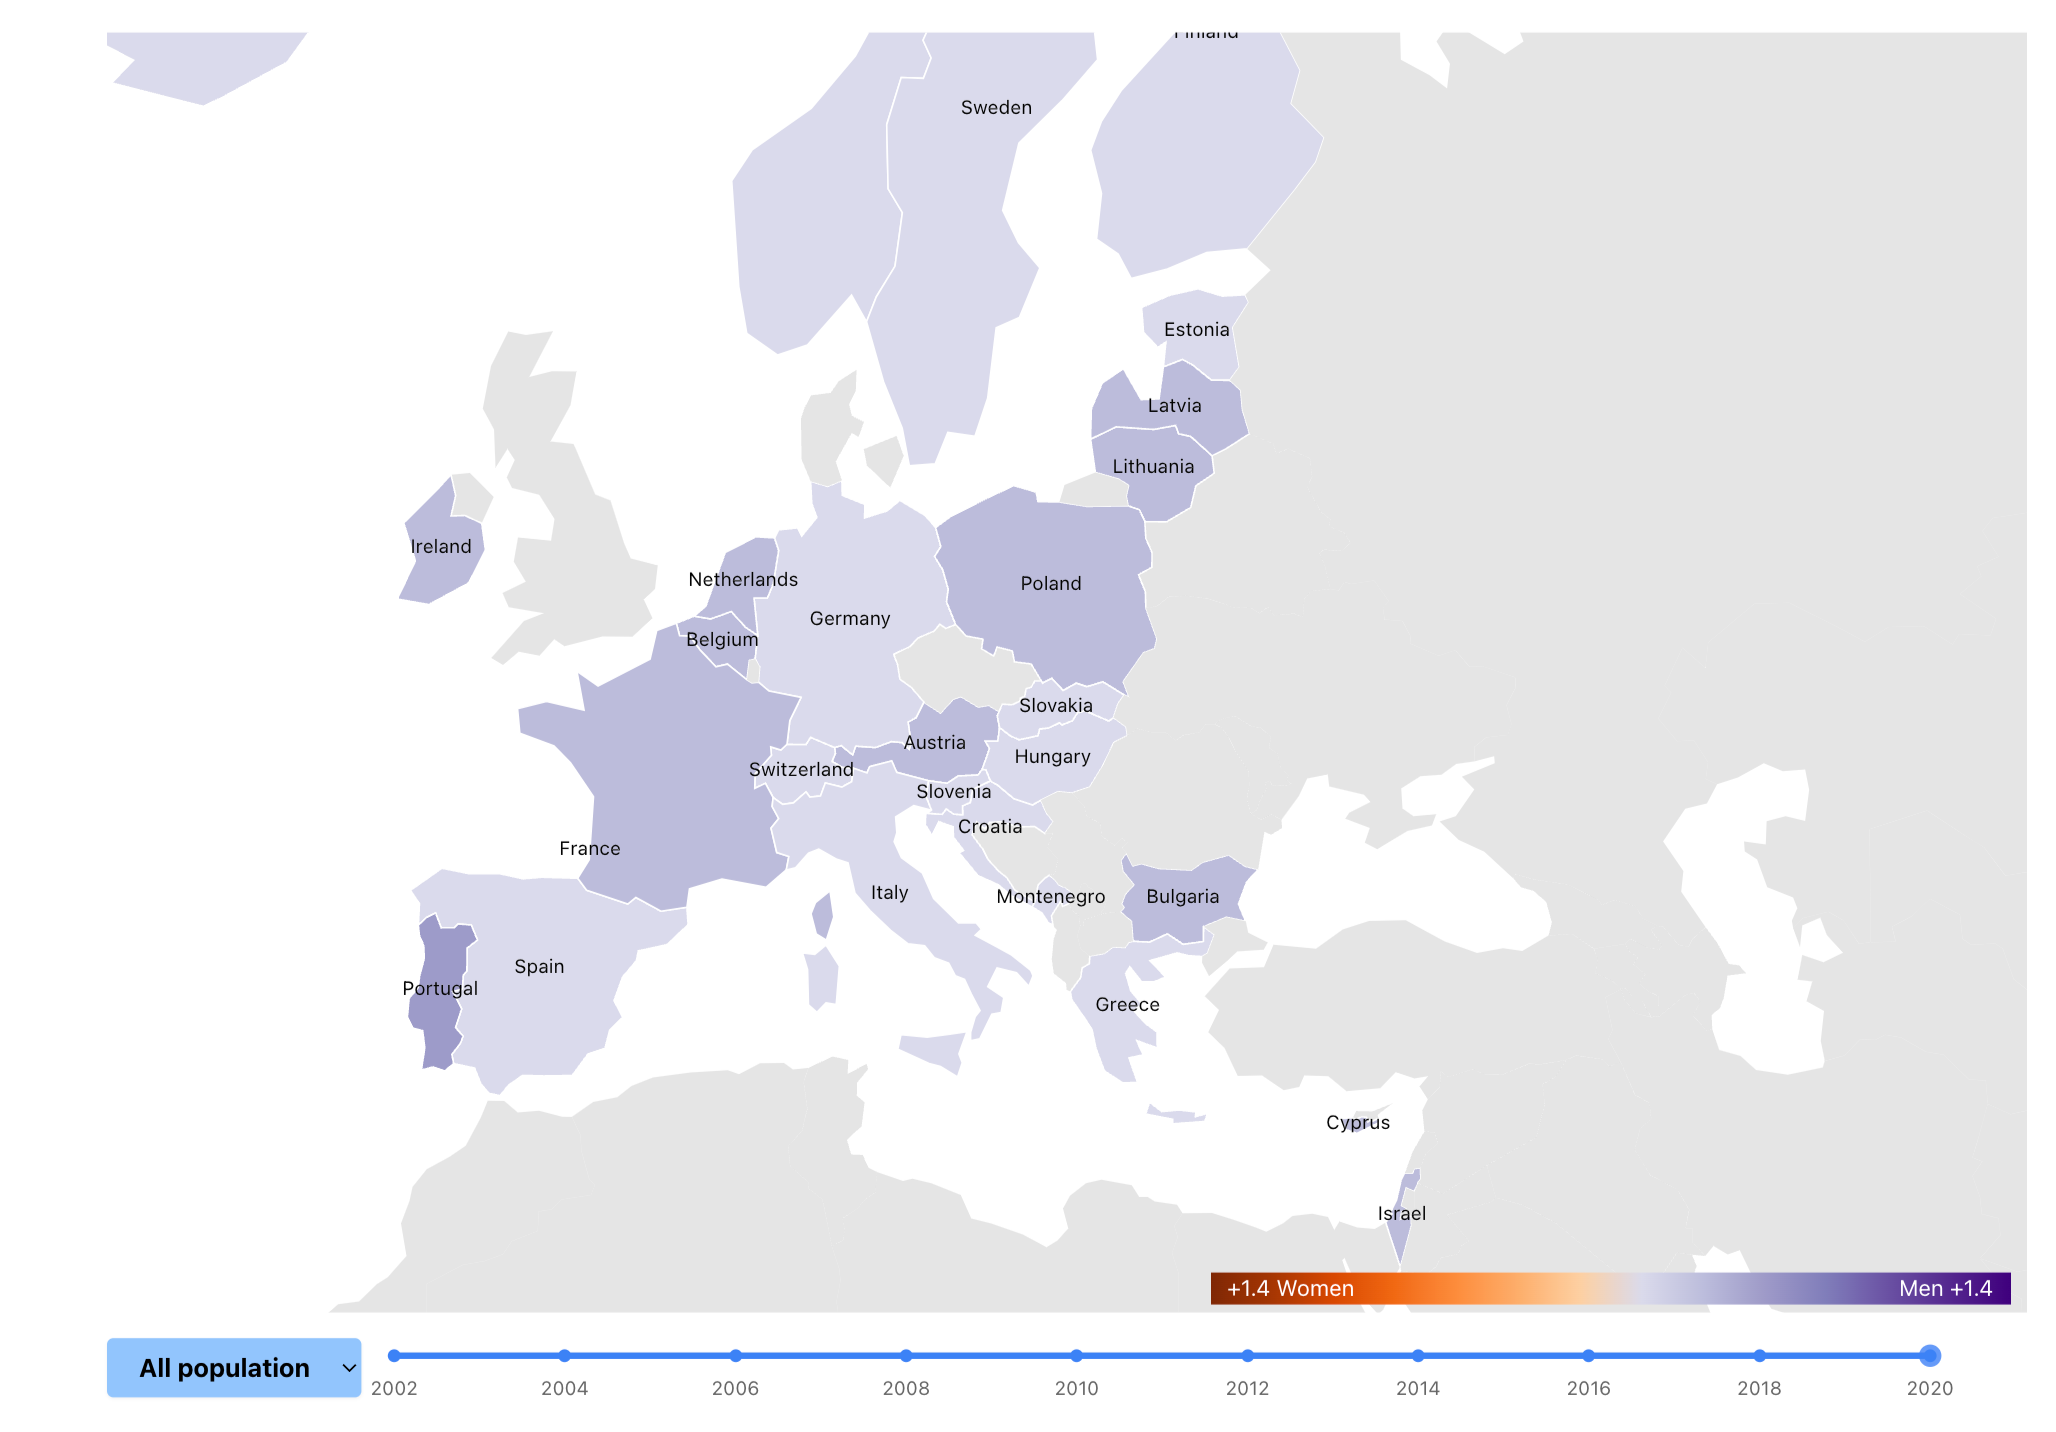 Finland
Sweden
Estonia
Latvia
Lithuania
Ireland
Netherlands
Poland
Germany
Belgium
Slovakia
Austria
Hungary
Switzerland
Slovenia
Croatia
France
Italy
Montenegro
Bulgaria
Spain
Portugal
Greece
Cyprus
Israel
+1.4 Women
Men +1.4
All population
2002 2004 2006 2008 2010 2012 2014 2016 2018 2020